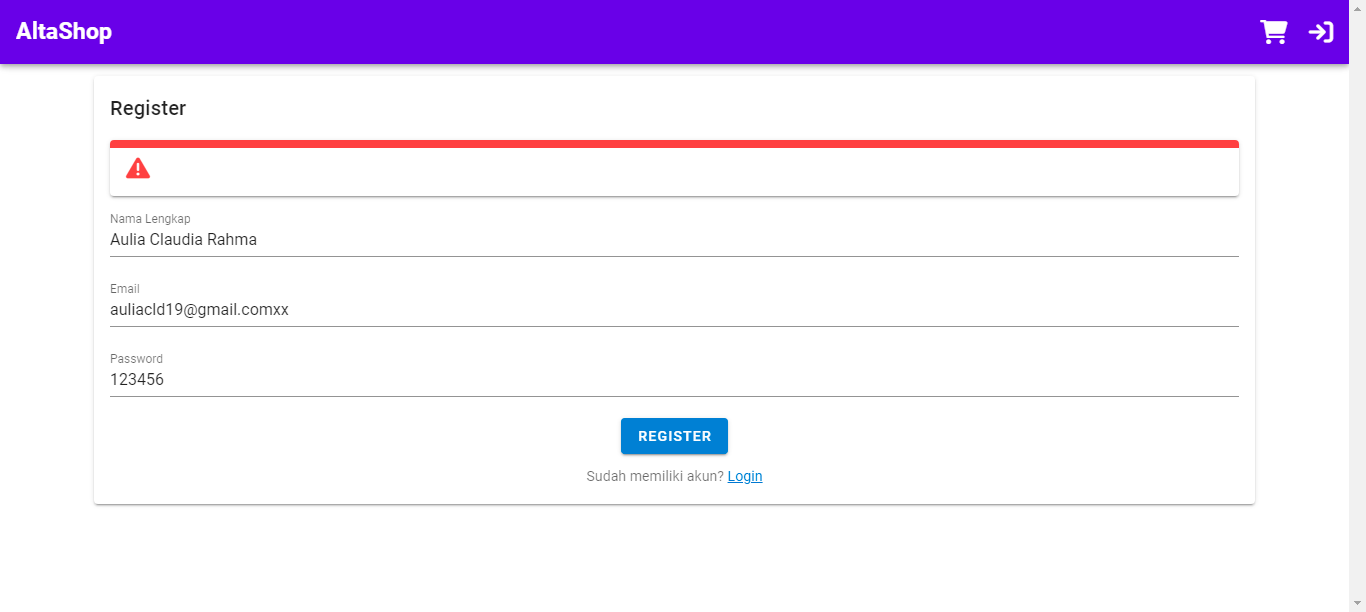 AltaShop
Register
Nama Lengkap
Aulia Claudia Rahma
Email
auliacld19@gmail.comxx
Password
123456
REGISTER
Sudah memiliki akun? Login